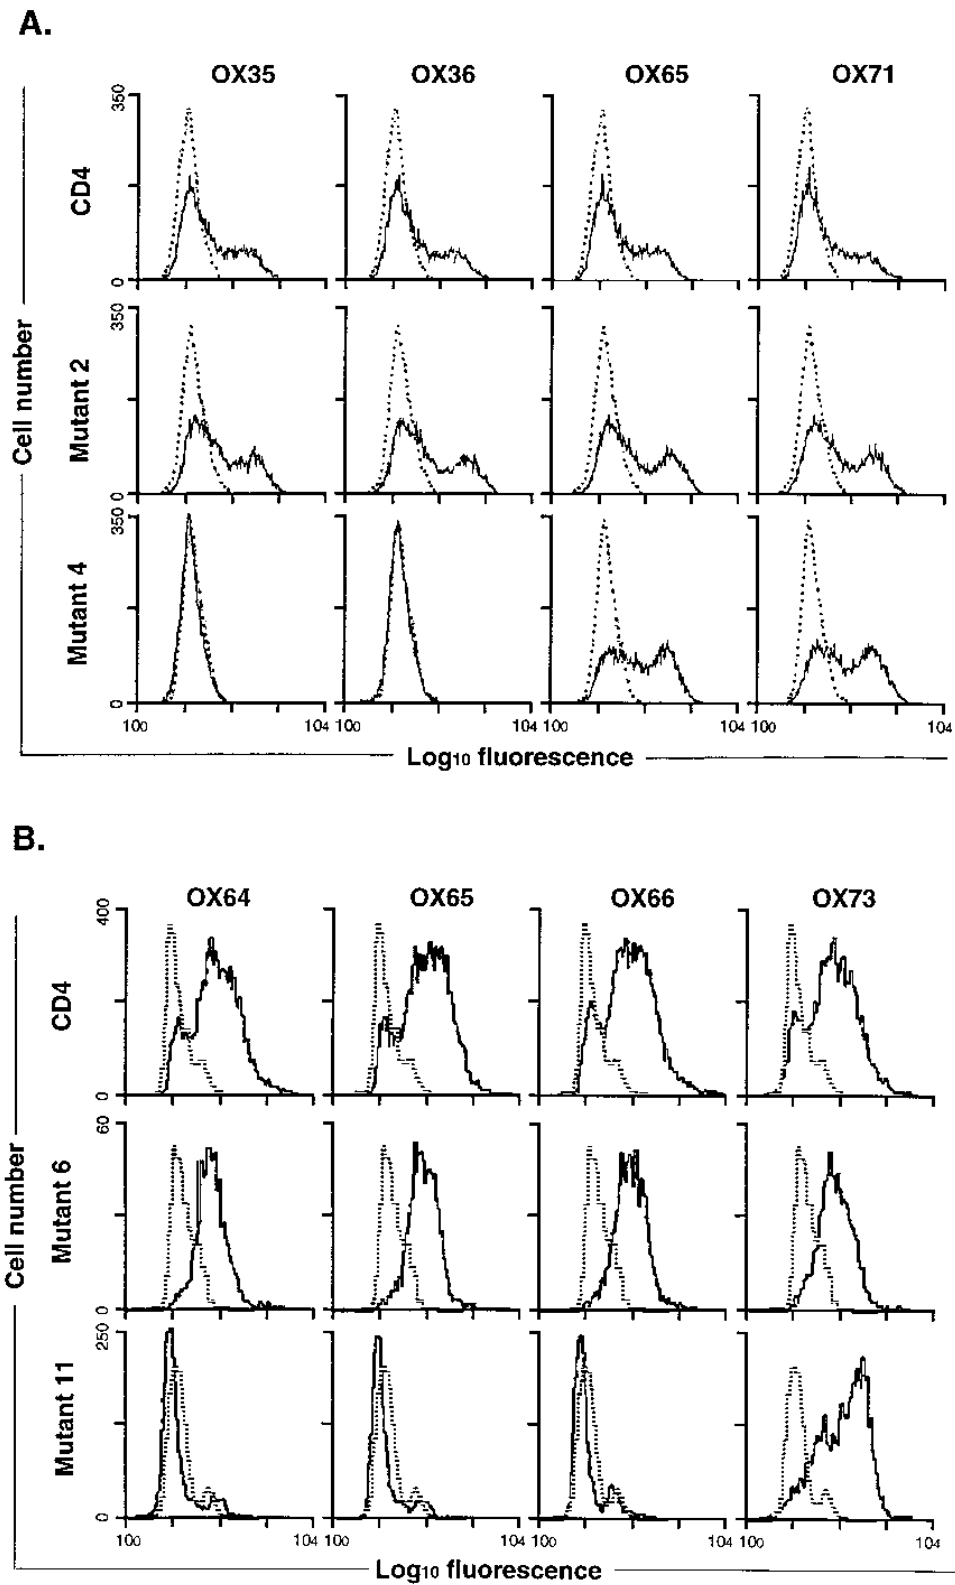 A.
OX35 OX36 OX65 OX71
350
CD4
0
350
Mutant 2
0
350
Mutant 4
0
Cell number
100 104 100 104 100 104 100 104
Log10 fluorescence
B.
OX64 OX65 OX66 OX73
400
CD4
0
60
Mutant 6
0
250
Mutant 11
0
Cell number
100 104 100 104 100 104 100 104
Log10 fluorescence